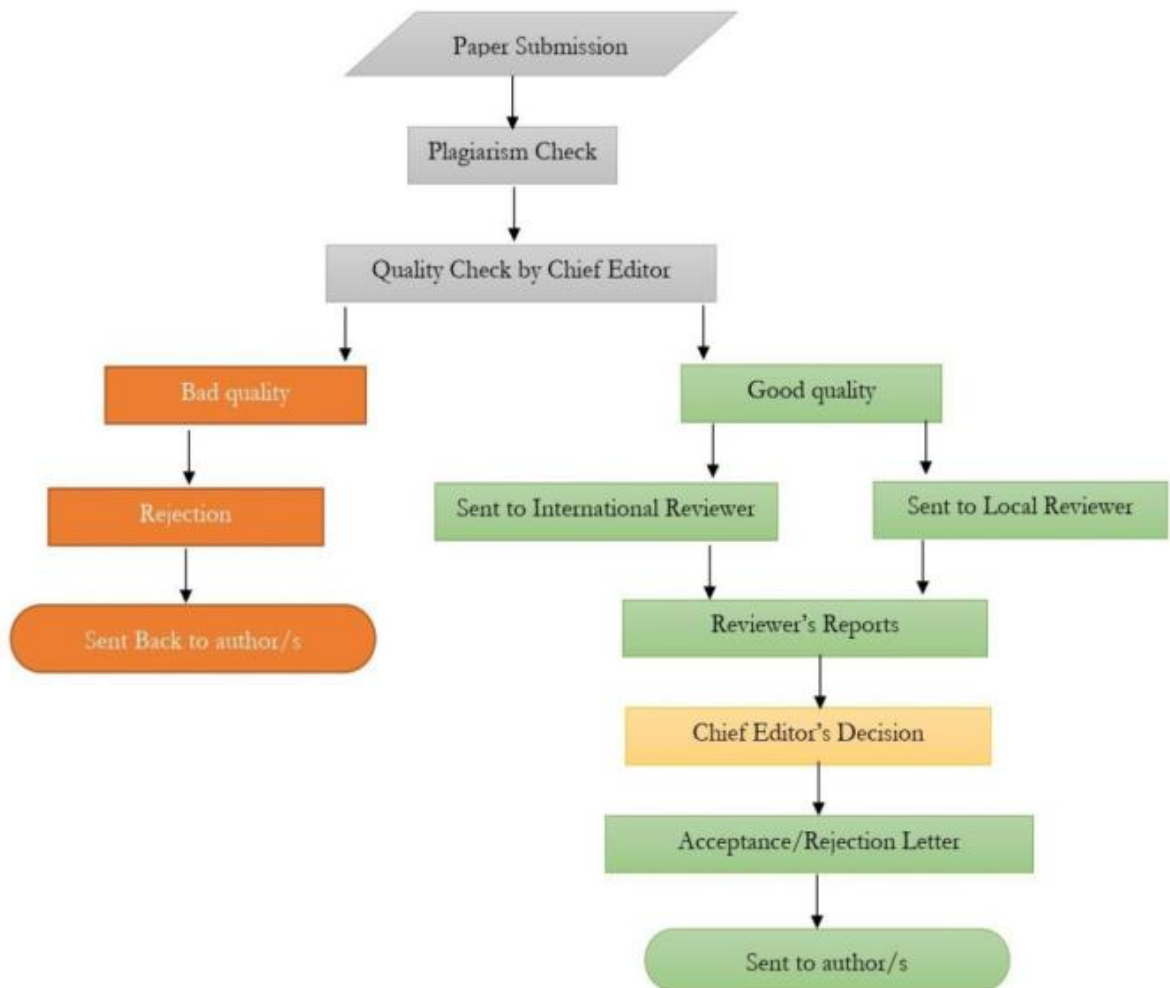 Paper Submission
Plagiarism Check
Quality Check by Chief Editor
Bad quality
Good quality
Rejection
Sent to International Reviewer
Sent to Local Reviewer
Sent Back to author/s
Reviewer's Reports
Chief Editor's Decision
Acceptance/Rejection Letter
Sent to author/s